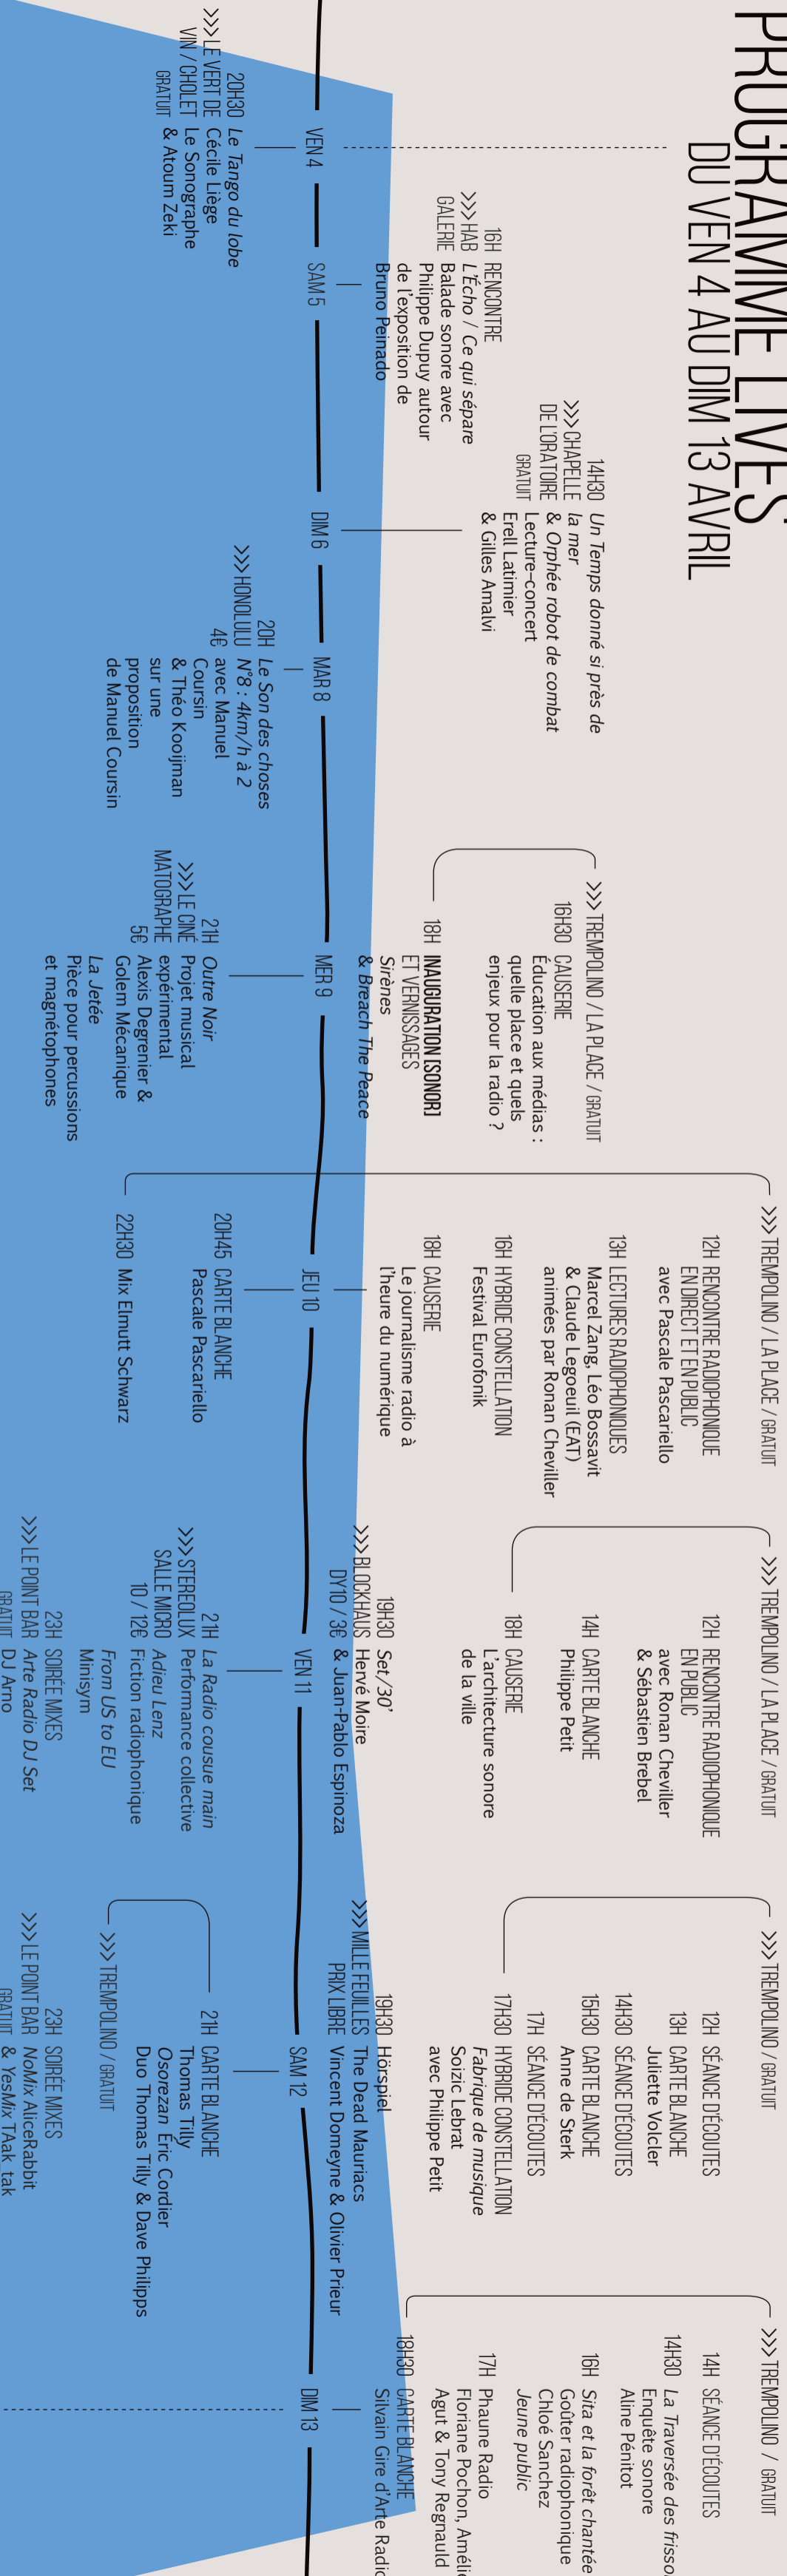 PROGRAMME LIVES
DU VEN 4 AU DIM 13 AVRIL
VEN 4
20H30 Le Tango du lobe
>>> LE VERT DE Cécile Liège
VIN / CHOLET Le Sonographe
GRATUIT & Atoum Zeki
SAM 5
16H RENCONTRE
>>> HAB L'Écho / Ce qui sépare
GALERIE Balade sonore avec
Philippe Dupuy autour
de l'exposition de
Bruno Peinado
DIM 6
14H30 Un Temps donné si près de
>>> CHAPELLE la mer
DE L'ORATOIRE & Orphée robot de combat
GRATUIT Lecture-concert
Erell Latimier
& Gilles Amalvi
MAR 8
20H Le Son des choses
>>> HONOLULU N°8 : 4km/h à 2
4€ avec Manuel
Coursin
& Théo Kooijman
sur une
proposition
de Manuel Coursin
MER 9
>>> TREMPOLINO / LA PLACE / GRATUIT
16H30 CAUSERIE
Éducation aux médias :
quelle place et quels
enjeux pour la radio ?
18H INAUGURATION [SONOR]
ET VERNISSAGES
Sirènes
& Breach The Peace
21H Outre Noir
>>> LE CINÉ Projet musical
MATOGRAPHE expérimental
5€ Alexis Degrenier &
Golem Mécanique
La Jetée
Pièce pour percussions
et magnétophones
JEU 10
>>> TREMPOLINO / LA PLACE / GRATUIT
12H RENCONTRE RADIOPHONIQUE
EN DIRECT ET EN PUBLIC
avec Pascale Pascariello
13H LECTURES RADIOPHONIQUES
Marcel Zang, Léo Bossavit
& Claude Legoeuil (EAT)
animées par Ronan Cheviller
16H HYBRIDE CONSTELLATION
Festival Eurofonik
18H CAUSERIE
Le journalisme radio à
l'heure du numérique
20H45 CARTE BLANCHE
Pascale Pascariello
22H30 Mix Elmutt Schwarz
VEN 11
>>> TREMPOLINO / LA PLACE / GRATUIT
12H RENCONTRE RADIOPHONIQUE
EN PUBLIC
avec Ronan Cheviller
& Sébastien Brebel
14H CARTE BLANCHE
Philippe Petit
18H CAUSERIE
L'architecture sonore
de la ville
19H30 Set/30'
>>> BLOCKHAUS Hervé Moire
DY10 / 3€ & Juan-Pablo Espinoza
21H La Radio cousue main
>>> STEREOLUX Performance collective
SALLE MICRO Adieu Lenz
10 / 12€ Fiction radiophonique
From US to EU
Minisym
23H SOIRÉE MIXES
>>> LE POINT BAR Arte Radio DJ Set
GRATUIT DJ Arno
SAM 12
>>> TREMPOLINO / GRATUIT
12H SÉANCE D'ÉCOUTES
13H CARTE BLANCHE
Juliette Volcler
14H30 SÉANCE D'ÉCOUTES
15H30 CARTE BLANCHE
Anne de Sterk
17H SÉANCE D'ÉCOUTES
17H30 HYBRIDE CONSTELLATION
Fabrique de musique
Soizic Lebrat
avec Philippe Petit
19H30 Hörspiel
>>> MILLE FEUILLES The Dead Mauriacs
PRIX LIBRE Vincent Domeyne & Olivier Prieur
21H CARTE BLANCHE
Thomas Tilly
Osorezan Éric Cordier
Duo Thomas Tilly & Dave Philipps
>>> TREMPOLINO / GRATUIT
23H SOIRÉE MIXES
>>> LE POINT BAR NoMix AliceRabbit
GRATUIT & YesMix TAak_tak
DIM 13
>>> TREMPOLINO / GRATUIT
14H SÉANCE D'ÉCOUTES
14H30 La Traversée des frisso
Enquête sonore
Aline Pénitot
16H Sita et la forêt chantée
Goûter radiophonique
Chloé Sanchez
Jeune public
17H Phaune Radio
Floriane Pochon, Améli
Agut & Tony Regnauld
18H30 CARTE BLANCHE
Silvain Gire d'Arte Radio